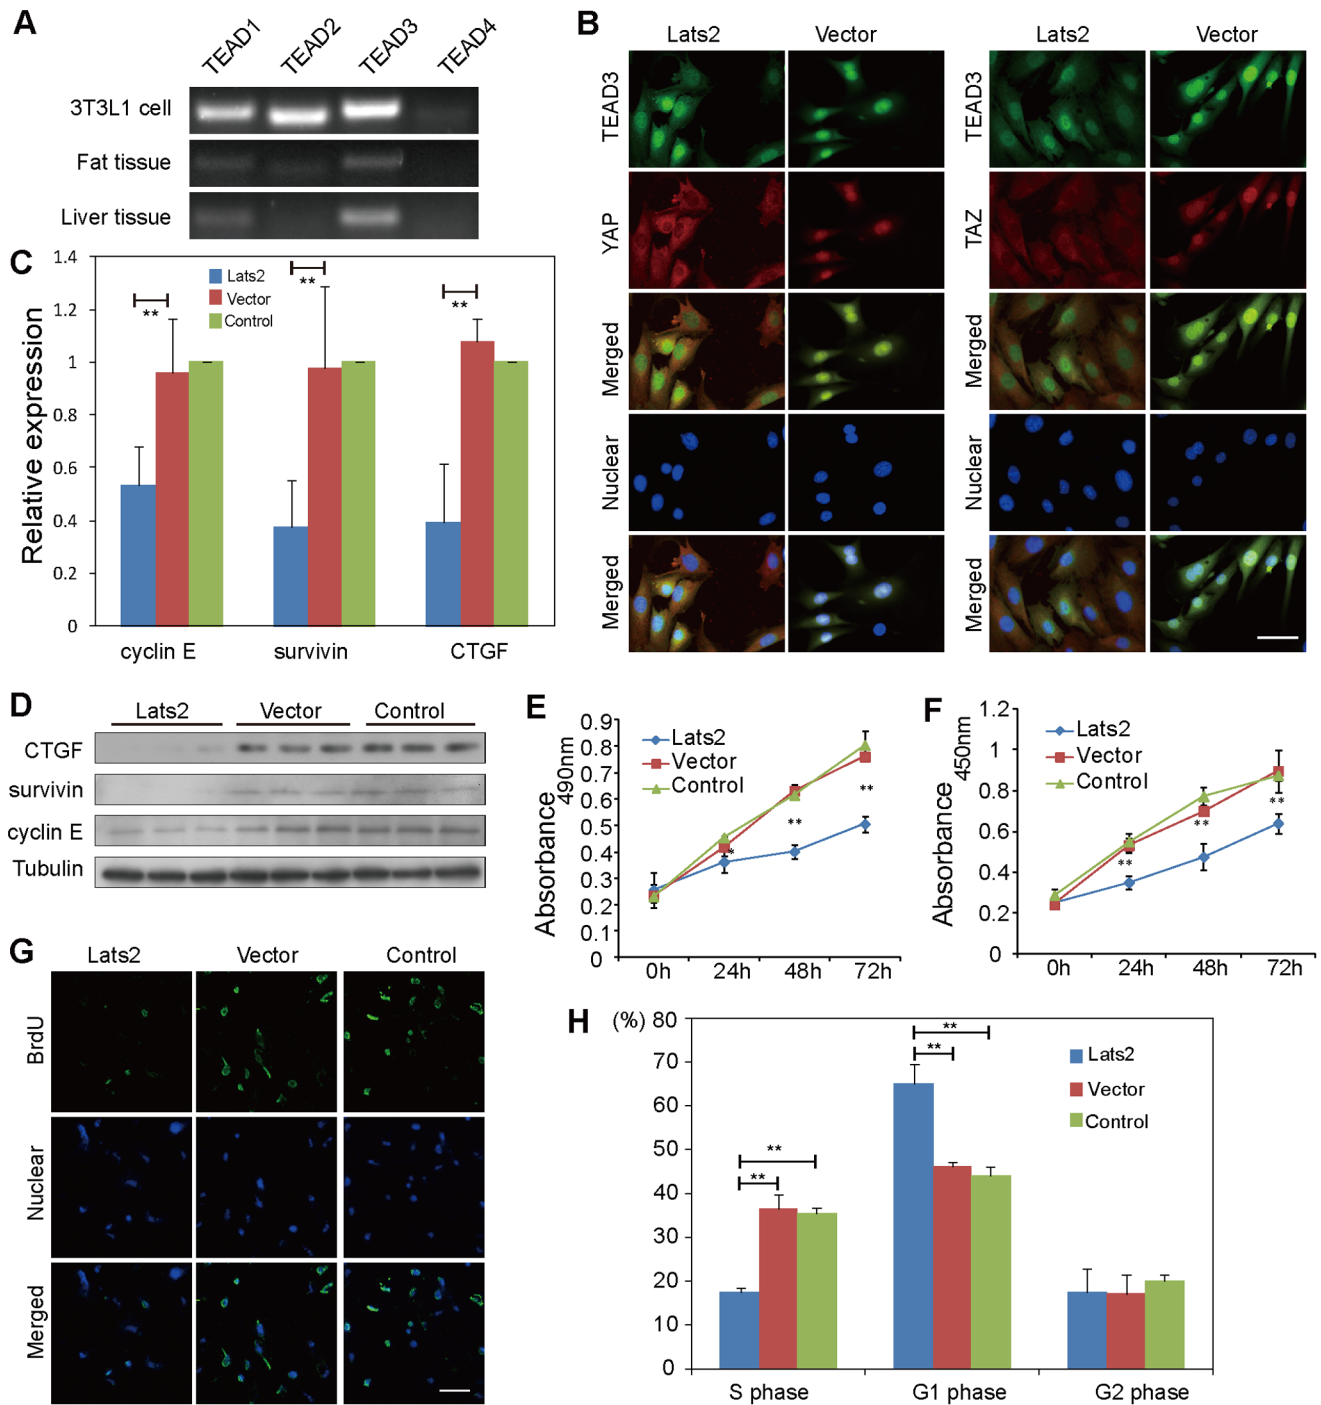 A
TEAD1
TEAD2
TEAD3
TEAD4
3T3L1 cell
Fat tissue
Liver tissue
B
Lats2
Vector
Lats2
Vector
TEAD3
YAP
Merged
Nuclear
Merged
TEAD3
TAZ
Merged
Nuclear
Merged
C
1.4
1.2
1
0.8
0.6
0.4
0.2
0
Relative expression
Lats2
Vector
Control
**
**
**
cyclin E
survivin
CTGF
D
Lats2
Vector
Control
CTGF
survivin
cyclin E
Tubulin
E
Absorbance 490nm
0.9
0.8
0.7
0.6
0.5
0.4
0.3
0.2
0.1
0
Lats2
Vector
Control
*
**
**
0h
24h
48h
72h
F
Absorbance 450nm
1.2
1
0.8
0.6
0.4
0.2
0
Lats2
Vector
Control
**
**
**
0h
24h
48h
72h
G
Lats2
Vector
Control
BrdU
Nuclear
Merged
H
(%)
80
70
60
50
40
30
20
10
0
Lats2
Vector
Control
**
**
**
**
S phase
G1 phase
G2 phase